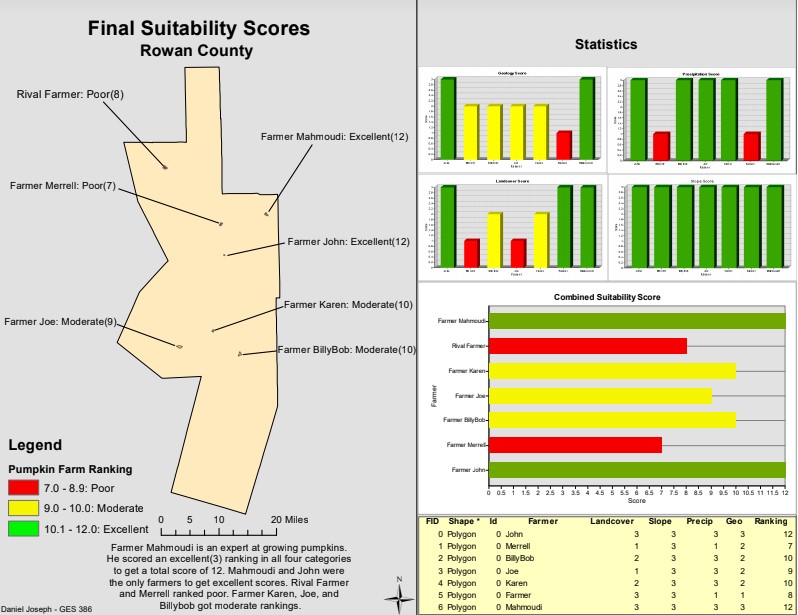 Final Suitability Scores
Rowan County
Rival Farmer: Poor(8)
Farmer Mahmoudi: Excellent(12)
Farmer Merrell: Poor(7)
Farmer John: Excellent(12)
Farmer Karen: Moderate(10)
Farmer Joe: Moderate(9)
Farmer BillyBob: Moderate(10)
Legend
Pumpkin Farm Ranking
7.0 - 8.9: Poor
9.0 - 10.0: Moderate
10.1 - 12.0: Excellent
0 5 10 20 Miles
Farmer Mahmudi is an expert at growing pumpkins.
He scored an excellent(3) ranking in all four categories
to get a total score of 12. Mahmudi and John were
the only farmers to get excellent scores. Rival Farmer
and Merrell ranked poor. Farmer Karen, Joe, and
Billybob got moderate rankings.
N
Daniel Joseph - GES 386
Statistics
Geology Score
Precipitation Score
Landcover Score
Slope Score
Combined Suitability Score
Farmer
Farmer Mahmoudi
Rival Farmer
Farmer Karen
Farmer Joe
Farmer BillyBob
Farmer Merrell
Farmer John
0 0.5 1 1.5 2 2.5 3 3.5 4 4.5 5 5.5 6 6.5 7 7.5 8 8.5 9 9.5 10 10.5 11 11.5 12
Score
FID Shape * Id Farmer Landcover Slope Precip Geo Ranking
0 Polygon 0 John 3 3 3 3 12
1 Polygon 0 Merrell 1 3 1 2 7
2 Polygon 0 BillyBob 2 3 3 2 10
3 Polygon 0 Joe 1 3 3 2 9
4 Polygon 0 Karen 2 3 3 2 10
5 Polygon 0 Farmer 3 3 1 1 8
6 Polygon 0 Mahmoudi 3 3 3 3 12